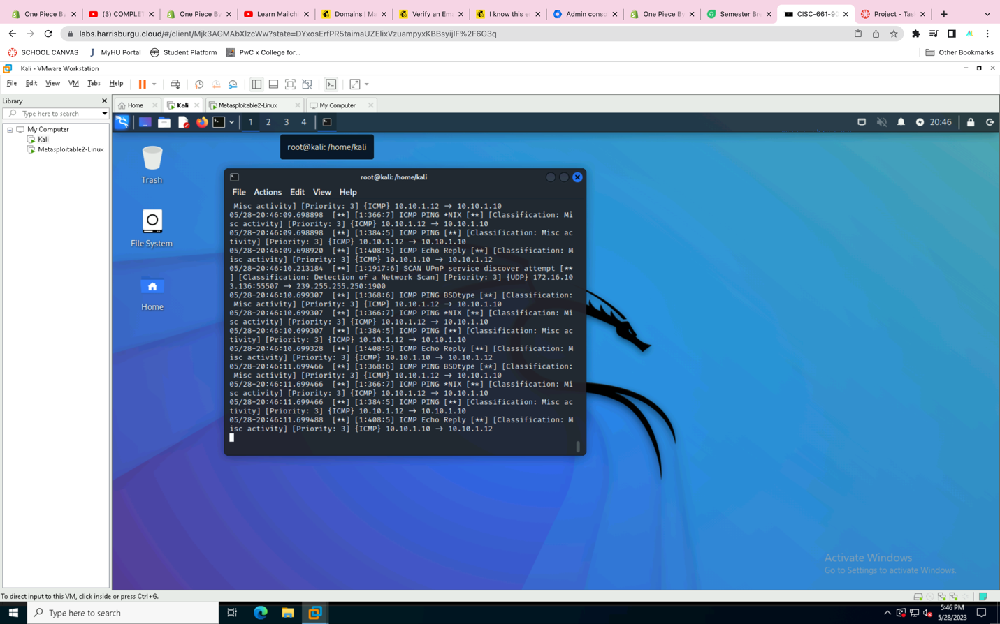 One Piece By
(3) COMPLET
One Piece By
Learn Mailchi
Domains | Ma
Verify an Ema
I know this en
Admin conso
One Piece By
Semester Bre
CISC-661-90
Project - Tas
labs.harrisburgu.cloud/#/client/Mjk3AGMAbXlzcWw?state=DYxosErfPR5taimaUZElixVzuampyxKBBsyijlF%2F6G3q
SCHOOL CANVAS
MyHU Portal
Student Platform
PwC x College for...
Other Bookmarks
Kali - VMware Workstation
File Edit View VM Tabs Help
Library
Type here to search
My Computer
Kali
Metasploitable2-Linux
Home
Kali
Metasploitable2-Linux
My Computer
1 2 3 4
20:46
root@kali: /home/kali
Trash
File System
Home
root@kali: /home/kali
File Actions Edit View Help
Misc activity] [Priority: 3] {ICMP} 10.10.1.12 → 10.10.1.10
05/28-20:46:09.698898 [**] [1:366:7] ICMP PING *NIX [**] [Classification: Mi
sc activity] [Priority: 3] {ICMP} 10.10.1.12 → 10.10.1.10
05/28-20:46:09.698898 [**] [1:384:5] ICMP PING [**] [Classification: Misc ac
tivity] [Priority: 3] {ICMP} 10.10.1.12 → 10.10.1.10
05/28-20:46:09.698920 [**] [1:408:5] ICMP Echo Reply [**] [Classification: M
isc activity] [Priority: 3] {ICMP} 10.10.1.10 → 10.10.1.12
05/28-20:46:10.213184 [**] [1:1917:6] SCAN UPnP service discover attempt [**
] [Classification: Detection of a Network Scan] [Priority: 3] {UDP} 172.16.10
3.136:55507 → 239.255.255.250:1900
05/28-20:46:10.699307 [**] [1:368:6] ICMP PING BSDtype [**] [Classification:
Misc activity] [Priority: 3] {ICMP} 10.10.1.12 → 10.10.1.10
05/28-20:46:10.699307 [**] [1:366:7] ICMP PING *NIX [**] [Classification: Mi
sc activity] [Priority: 3] {ICMP} 10.10.1.12 → 10.10.1.10
05/28-20:46:10.699307 [**] [1:384:5] ICMP PING [**] [Classification: Misc ac
tivity] [Priority: 3] {ICMP} 10.10.1.12 → 10.10.1.10
05/28-20:46:10.699328 [**] [1:408:5] ICMP Echo Reply [**] [Classification: M
isc activity] [Priority: 3] {ICMP} 10.10.1.10 → 10.10.1.12
05/28-20:46:11.699466 [**] [1:368:6] ICMP PING BSDtype [**] [Classification:
Misc activity] [Priority: 3] {ICMP} 10.10.1.12 → 10.10.1.10
05/28-20:46:11.699466 [**] [1:366:7] ICMP PING *NIX [**] [Classification: Mi
sc activity] [Priority: 3] {ICMP} 10.10.1.12 → 10.10.1.10
05/28-20:46:11.699466 [**] [1:384:5] ICMP PING [**] [Classification: Misc ac
tivity] [Priority: 3] {ICMP} 10.10.1.12 → 10.10.1.10
05/28-20:46:11.699488 [**] [1:408:5] ICMP Echo Reply [**] [Classification: M
isc activity] [Priority: 3] {ICMP} 10.10.1.10 → 10.10.1.12
Activate Windows
Go to Settings to activate Windows.
To direct input to this VM, click inside or press Ctrl+G.
Type here to search
5:46 PM
5/28/2023